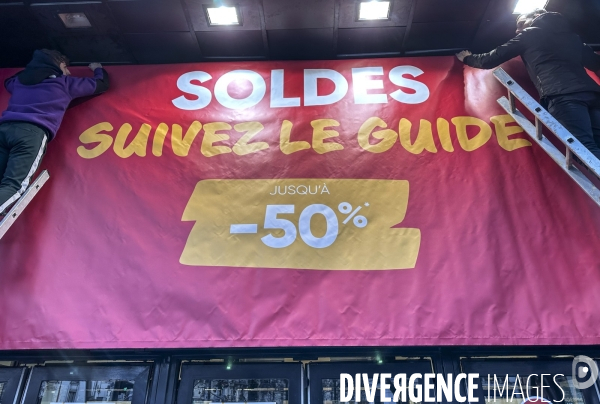 SOLDES
SUIVEZ LE GUIDE
JUSQU'À
-50%*
DIVERGENCE IMAGES